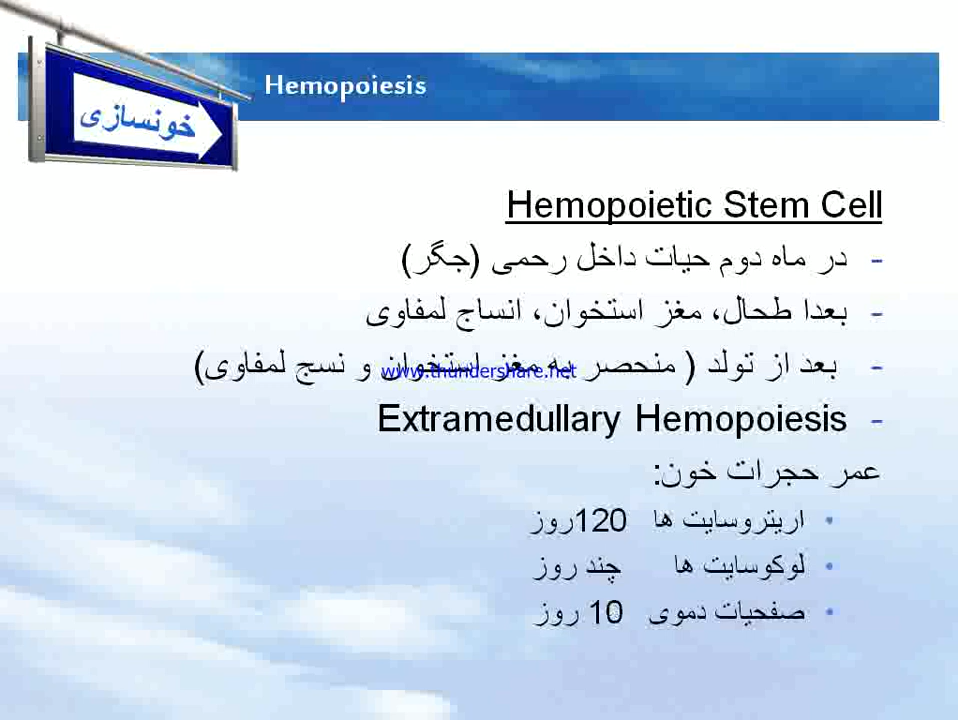 Hemopoiesis
خونسازی
Hemopoietic Stem Cell
- در ماه دوم حیات داخل رحمی (جگر)
- بعدا طحال، مغز استخوان، انساج لمفاوی
- بعد از تولد ( منحصر به مغز استخوان و نسج لمفاوی)
www.thundershare.net
- Extramedullary Hemopoiesis
عمر حجرات خون:
• اریتروسایت ها 120روز
• لوکوسایت ها چند روز
• صفحیات دموی 10 روز